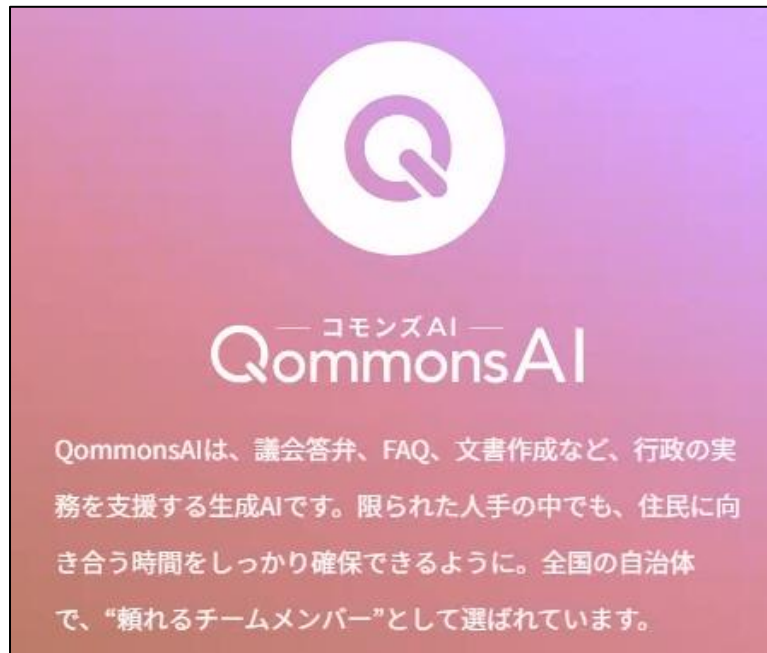 コモンズAI
QommonsAI
QommonsAIは、議会答弁、FAQ、文書作成など、行政の実
務を支援する生成AIです。限られた人手の中でも、住民に向
き合う時間をしっかり確保できるように。全国の自治体
で、“頼れるチームメンバー”として選ばれています。